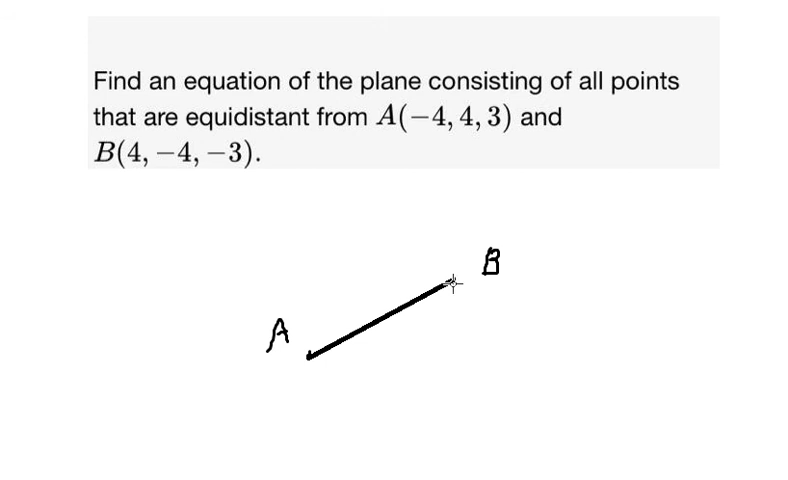 Find an equation of the plane consisting of all points
that are equidistant from A(−4, 4, 3) and
B(4, −4, −3).
B
A